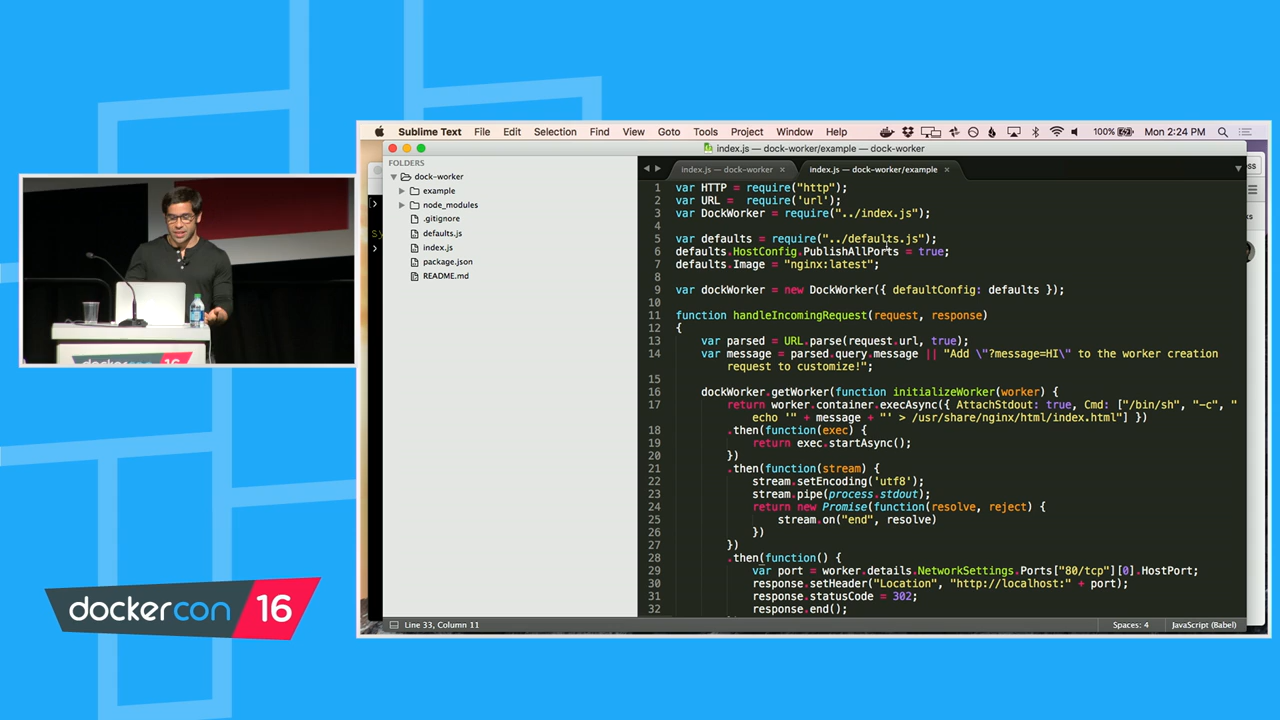 Sublime Text File Edit Selection Find View Goto Tools Project Window Help 100% Mon 2:24 PM
index.js — dock-worker/example — dock-worker
FOLDERS
dock-worker
example
node_modules
.gitignore
defaults.js
index.js
package.json
README.md
index.js — dock-worker × index.js — dock-worker/example ×
1 var HTTP = require("http");
2 var URL = require('url');
3 var DockWorker = require("../index.js");
4
5 var defaults = require("../defaults.js");
6 defaults.HostConfig.PublishAllPorts = true;
7 defaults.Image = "nginx:latest";
8
9 var dockWorker = new DockWorker({ defaultConfig: defaults });
10
11 function handleIncomingRequest(request, response)
12 {
13 var parsed = URL.parse(request.url, true);
14 var message = parsed.query.message || "Add \"?message=HI\" to the worker creation
request to customize!";
15
16 dockWorker.getWorker(function initializeWorker(worker) {
17 return worker.container.execAsync({ AttachStdout: true, Cmd: ["/bin/sh", "-c", "
echo '" + message + "' > /usr/share/nginx/html/index.html"] })
18 .then(function(exec) {
19 return exec.startAsync();
20 })
21 .then(function(stream) {
22 stream.setEncoding('utf8');
23 stream.pipe(process.stdout);
24 return new Promise(function(resolve, reject) {
25 stream.on("end", resolve)
26 })
27 })
28 .then(function() {
29 var port = worker.details.NetworkSettings.Ports["80/tcp"][0].HostPort;
30 response.setHeader("Location", "http://localhost:" + port);
31 response.statusCode = 302;
32 response.end();
Line 33, Column 11 Spaces: 4 JavaScript (Babel)
dockercon 16
dockercon 16